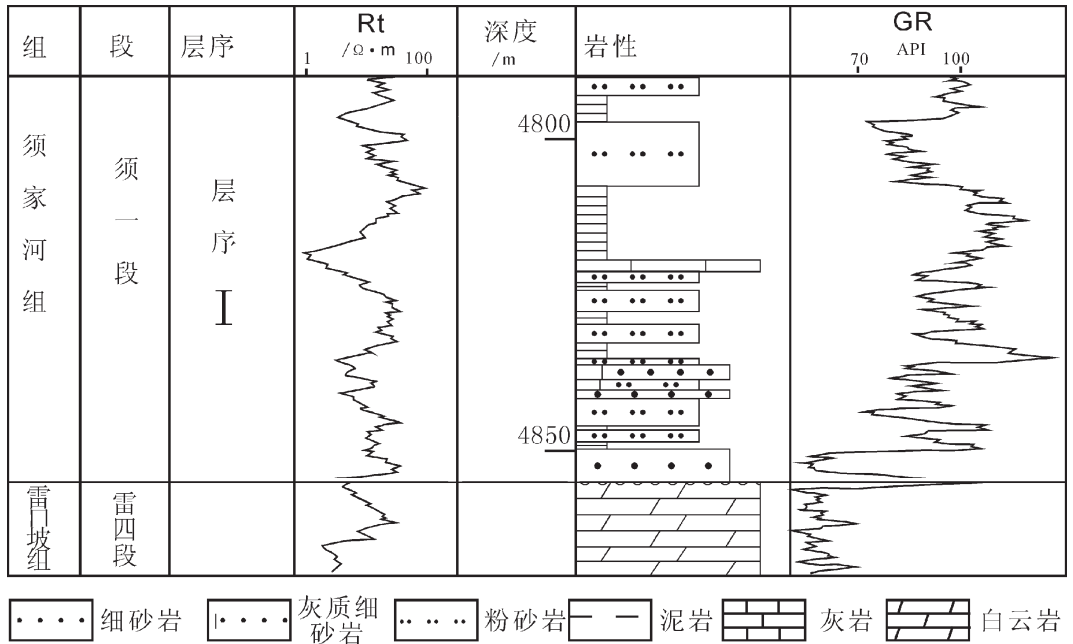 组 段 层序 Rt /Ω·m 1 100 深度 /m 岩性 GR API 70 100
须家河组
须一段
层序 I
4800
4850
雷门坡组
雷四段
细砂岩 灰质细砂岩 粉砂岩 泥岩 灰岩 白云岩